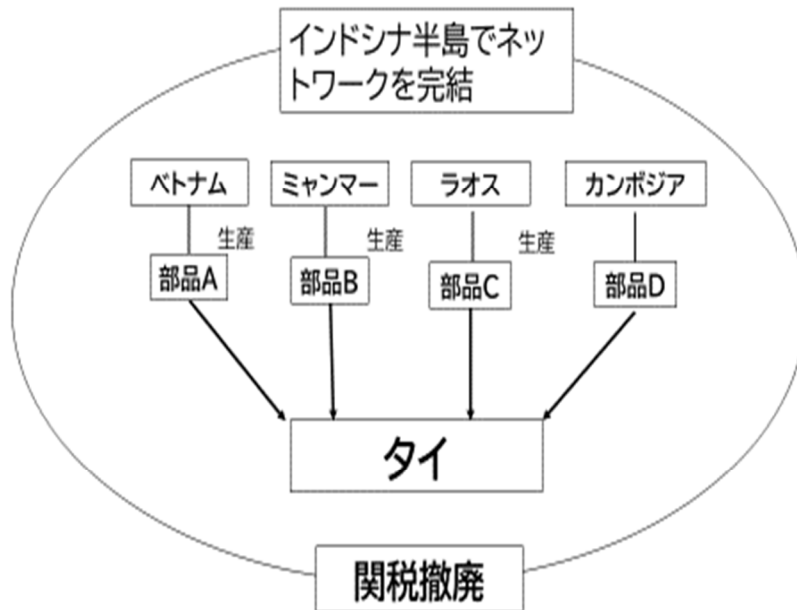 インドシナ半島でネッ
トワークを完結
ベトナム
ミャンマー
ラオス
カンボジア
生産
生産
生産
部品A
部品B
部品C
部品D
タイ
関税撤廃